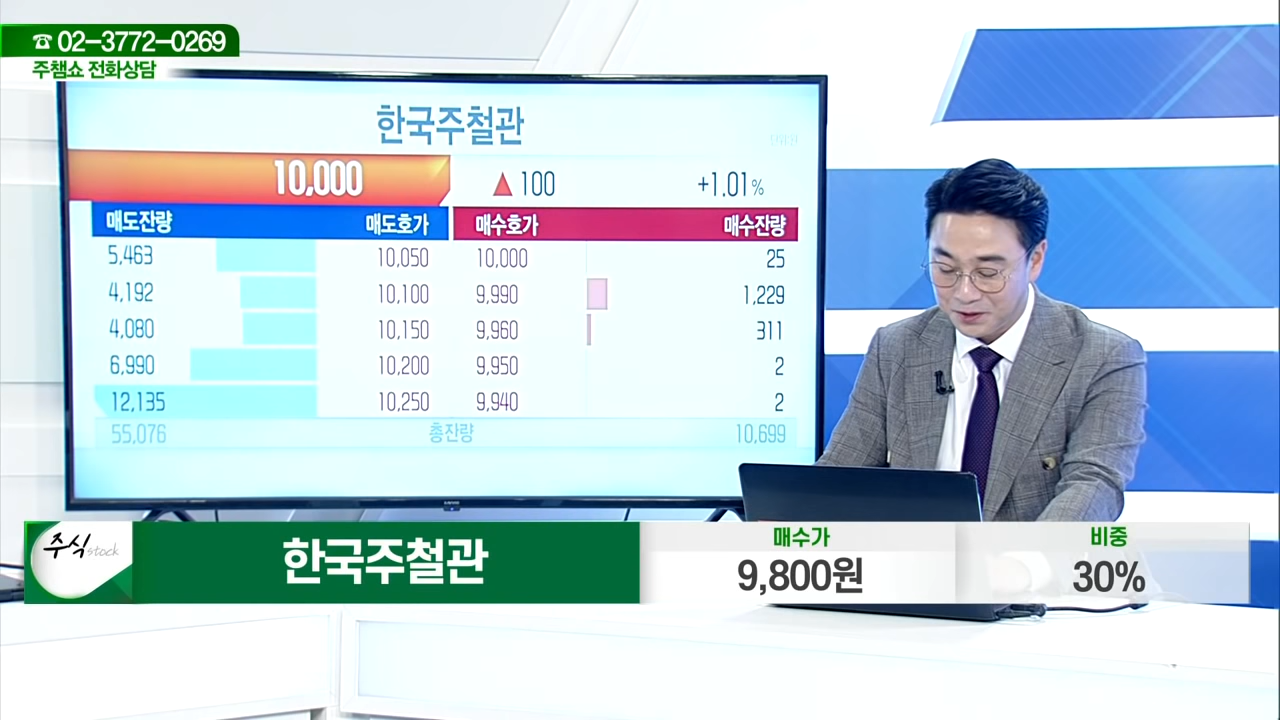 ☎ 02-3772-0269
주챔쇼 전화상담
한국주철관
10,000 ▲ 100 +1.01%
매도잔량 매도호가 매수호가 매수잔량
5,463 10,050 10,000 25
4,192 10,100 9,990 1,229
4,080 10,150 9,960 311
6,990 10,200 9,950 2
12,135 10,250 9,940 2
55,076 총잔량 10,699
주식 stock
한국주철관
매수가 비중
9,800원 30%